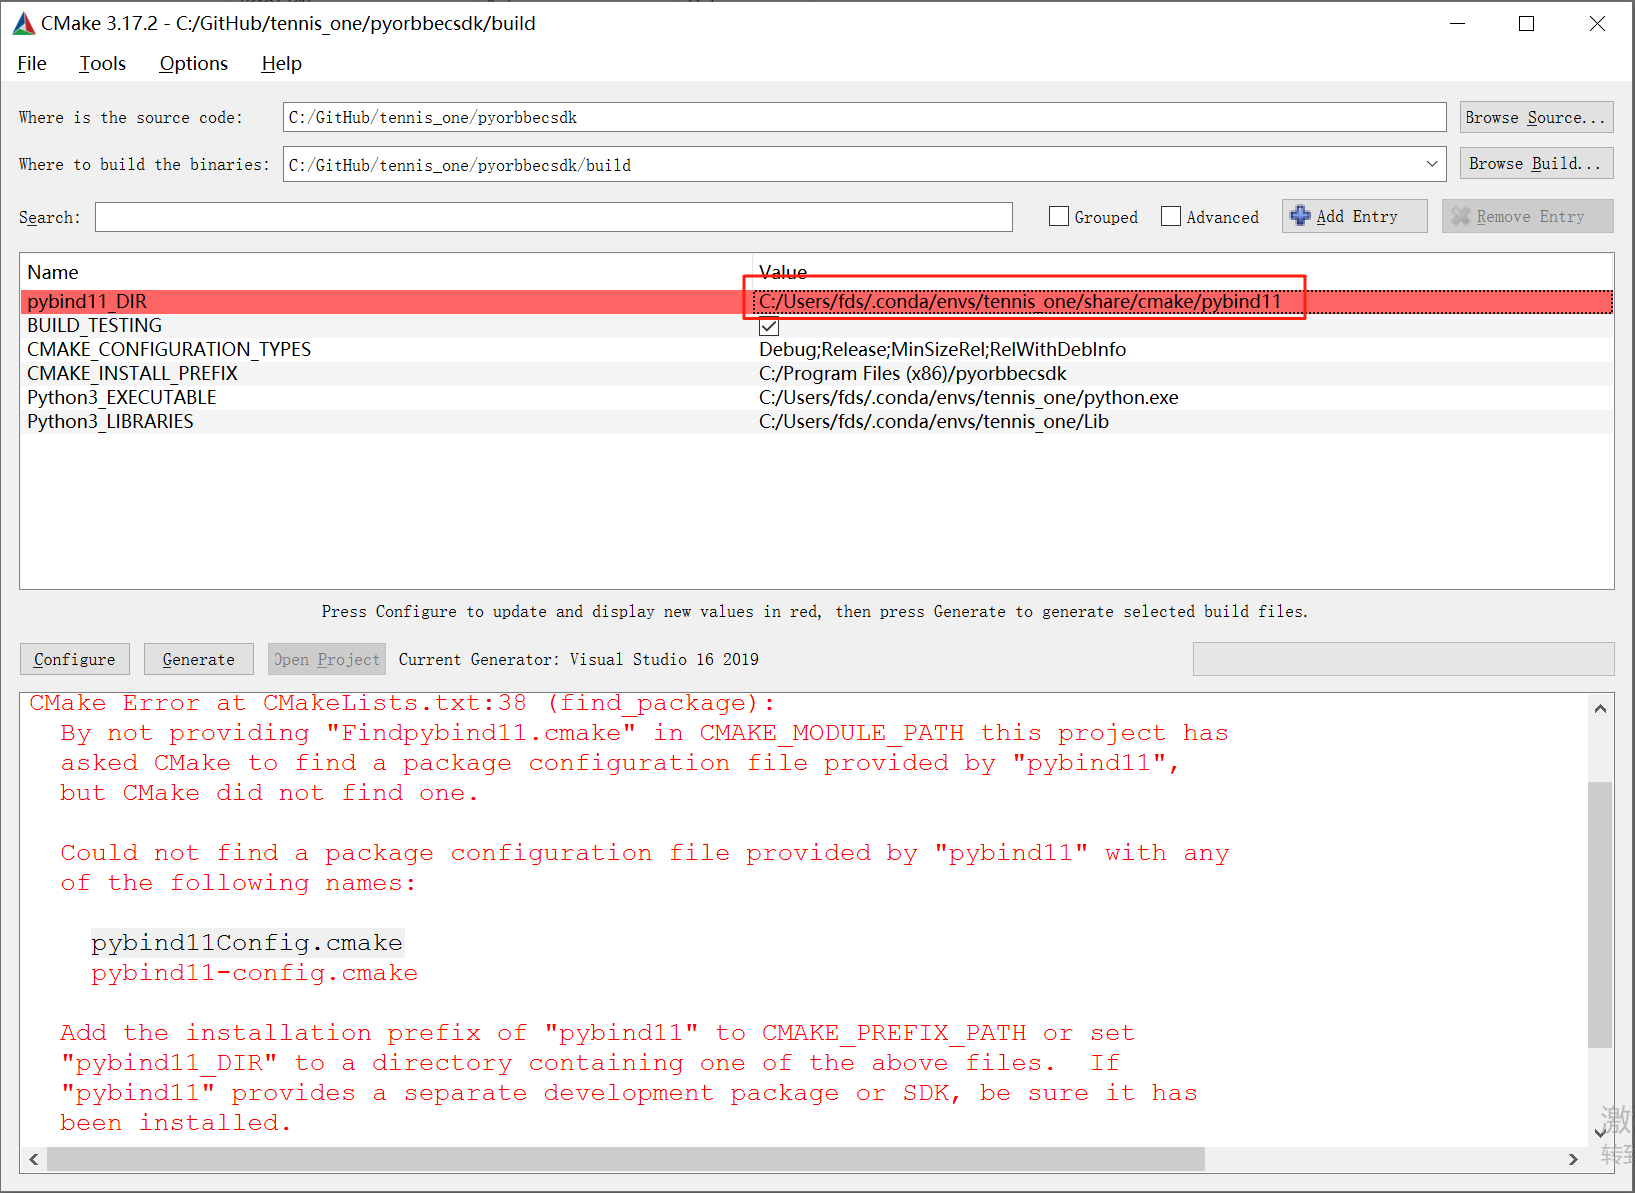 CMake 3.17.2 - C:/GitHub/tennis_one/pyorbbecsdk/build
File Tools Options Help
Where is the source code: C:/GitHub/tennis_one/pyorbbecsdk Browse Source...
Where to build the binaries: C:/GitHub/tennis_one/pyorbbecsdk/build Browse Build...
Search: Grouped Advanced Add Entry Remove Entry
Name Value
pybind11_DIR C:/Users/fds/.conda/envs/tennis_one/share/cmake/pybind11
BUILD_TESTING
CMAKE_CONFIGURATION_TYPES Debug;Release;MinSizeRel;RelWithDebInfo
CMAKE_INSTALL_PREFIX C:/Program Files (x86)/pyorbbecsdk
Python3_EXECUTABLE C:/Users/fds/.conda/envs/tennis_one/python.exe
Python3_LIBRARIES C:/Users/fds/.conda/envs/tennis_one/Lib
Press Configure to update and display new values in red, then press Generate to generate selected build files.
Configure Generate Open Project Current Generator: Visual Studio 16 2019
CMake Error at CMakeLists.txt:38 (find_package):
By not providing "Findpybind11.cmake" in CMAKE_MODULE_PATH this project has
asked CMake to find a package configuration file provided by "pybind11",
but CMake did not find one.
Could not find a package configuration file provided by "pybind11" with any
of the following names:
pybind11Config.cmake
pybind11-config.cmake
Add the installation prefix of "pybind11" to CMAKE_PREFIX_PATH or set
"pybind11_DIR" to a directory containing one of the above files. If
"pybind11" provides a separate development package or SDK, be sure it has
been installed.
激
转到